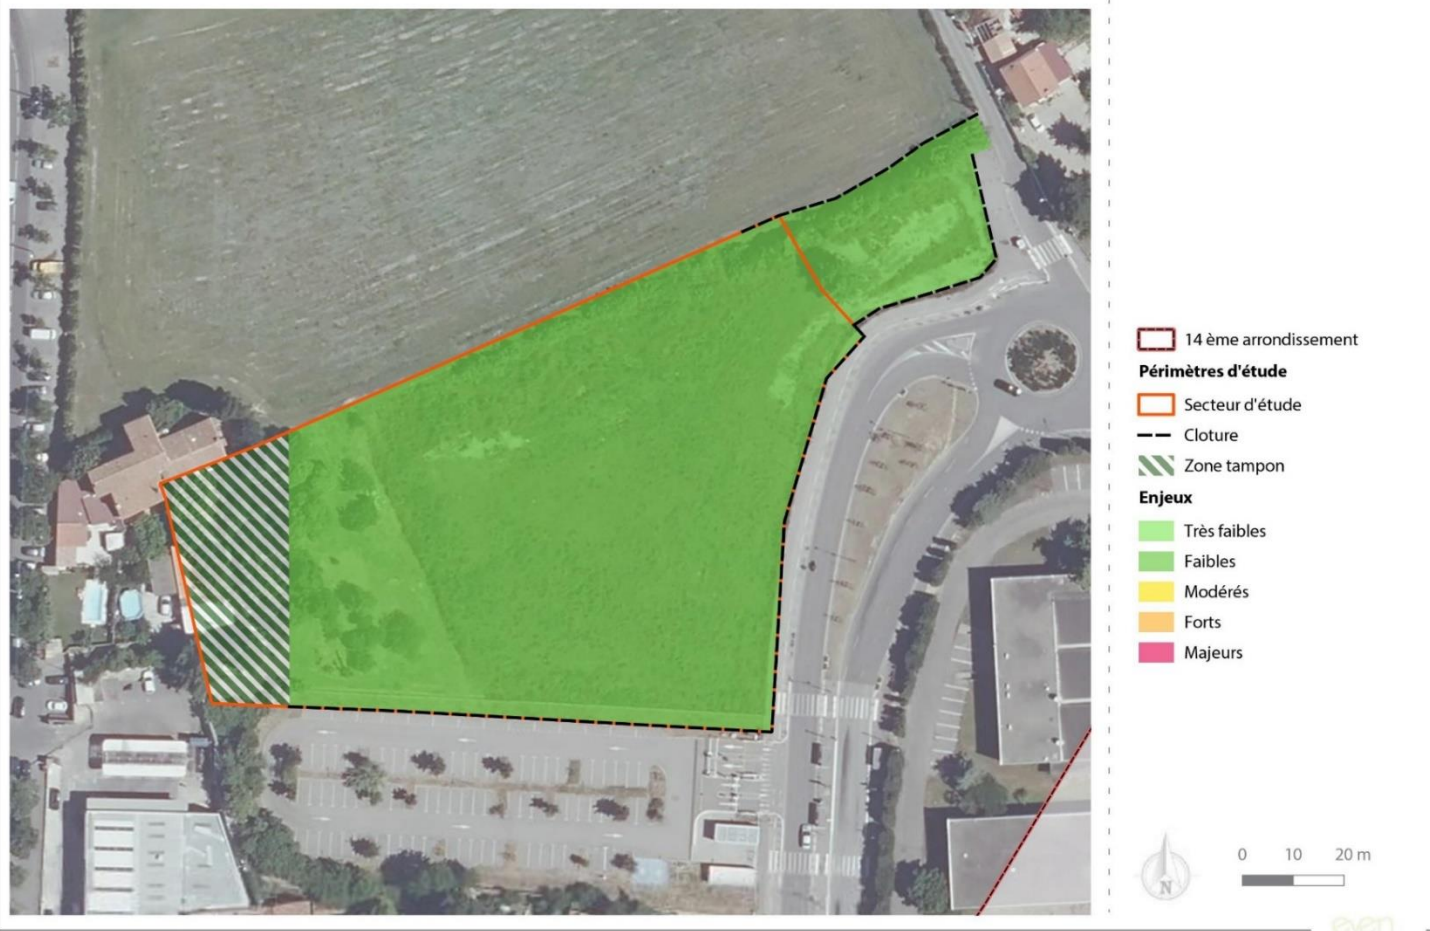 14 ème arrondissement
Périmètres d'étude
Secteur d'étude
Cloture
Zone tampon
Enjeux
Très faibles
Faibles
Modérés
Forts
Majeurs
N
0 10 20 m
even